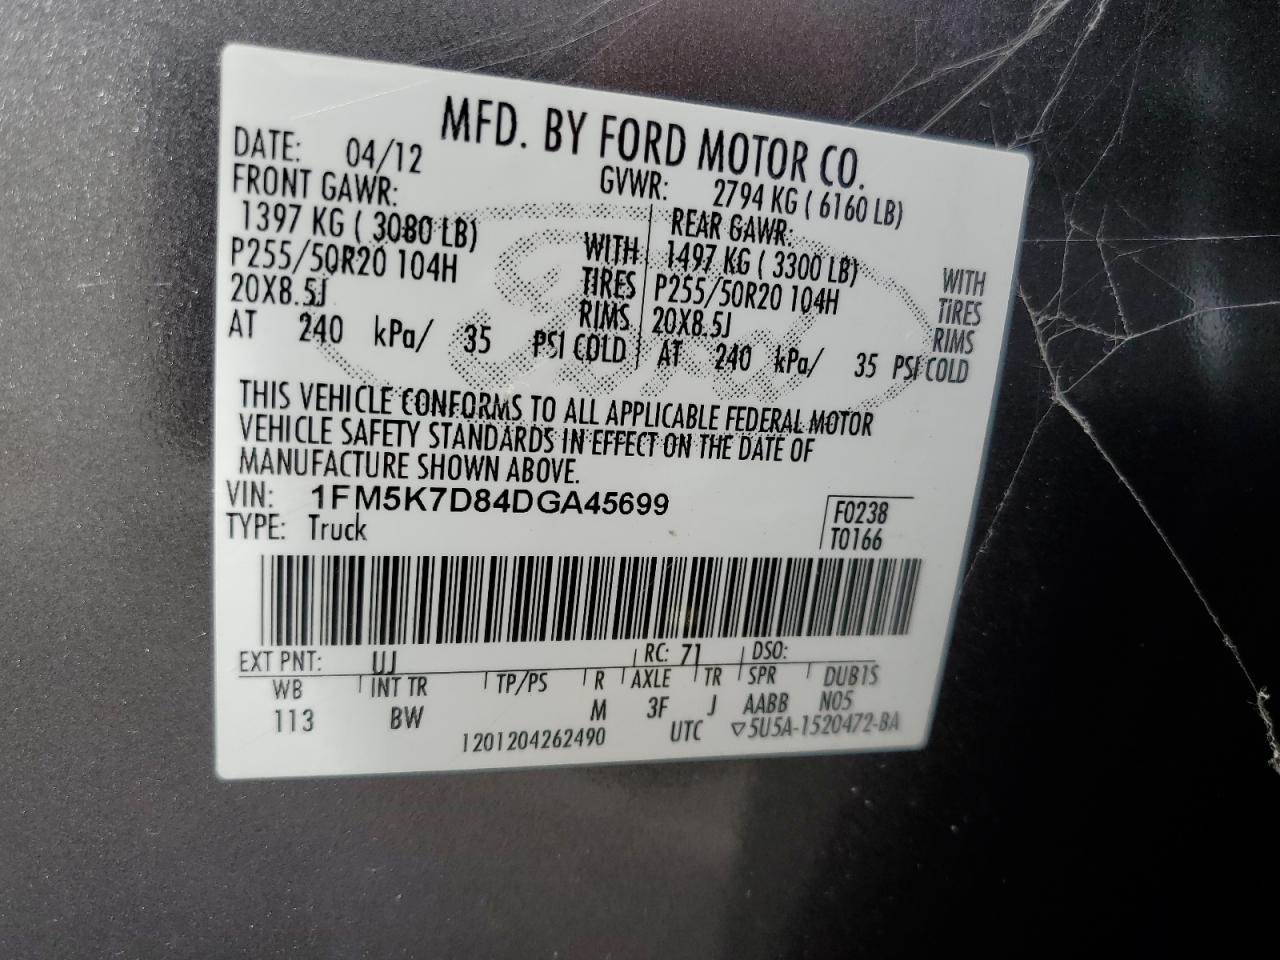 MFD. BY FORD MOTOR CO.
DATE: 04/12 GVWR: 2794 KG ( 6160 LB)
FRONT GAWR: REAR GAWR:
1397 KG ( 3080 LB) WITH 1497 KG ( 3300 LB) WITH
P255/50R20 104H TIRES P255/50R20 104H TIRES
20X8.5J RIMS 20X8.5J RIMS
AT 240 kPa/ 35 PSI COLD AT 240 kPa/ 35 PSI COLD
THIS VEHICLE CONFORMS TO ALL APPLICABLE FEDERAL MOTOR
VEHICLE SAFETY STANDARDS IN EFFECT ON THE DATE OF
MANUFACTURE SHOWN ABOVE.
VIN: 1FM5K7D84DGA45699 F0238
TYPE: Truck T0166
EXT PNT: UJ RC: 71 DSO:
WB INT TR TP/PS R AXLE TR SPR DUB1S
113 BW M 3F J AABB N05
1201204262490 UTC ▽5U5A-1520472-BA